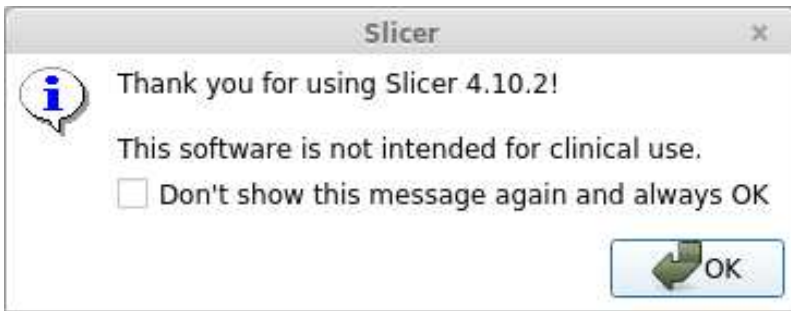 Slicer
Thank you for using Slicer 4.10.2!
This software is not intended for clinical use.
Don't show this message again and always OK
OK